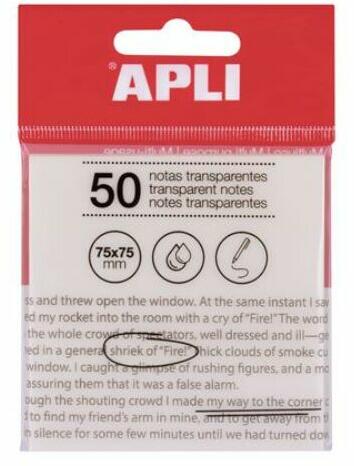 APLI
50 notas transparentes
transparent notes
notes transparentes
75x75
mm
ss and threw open the window. At the same instant I saw
ed my rocket into the room with a cry of "Fire!" The word
the whole crowd of spectators, well dressed and ill—ge
ed in a general shriek of "Fire!" Thick clouds of smoke cu
window. I caught a glimpse of rushing figures, and a mo
assuring them that it was a false alarm.
ough the shouting crowd I made my way to the corner o
d to find my friend's arm in mine, and to get away from t
n silence for some few minutes until we had turned down